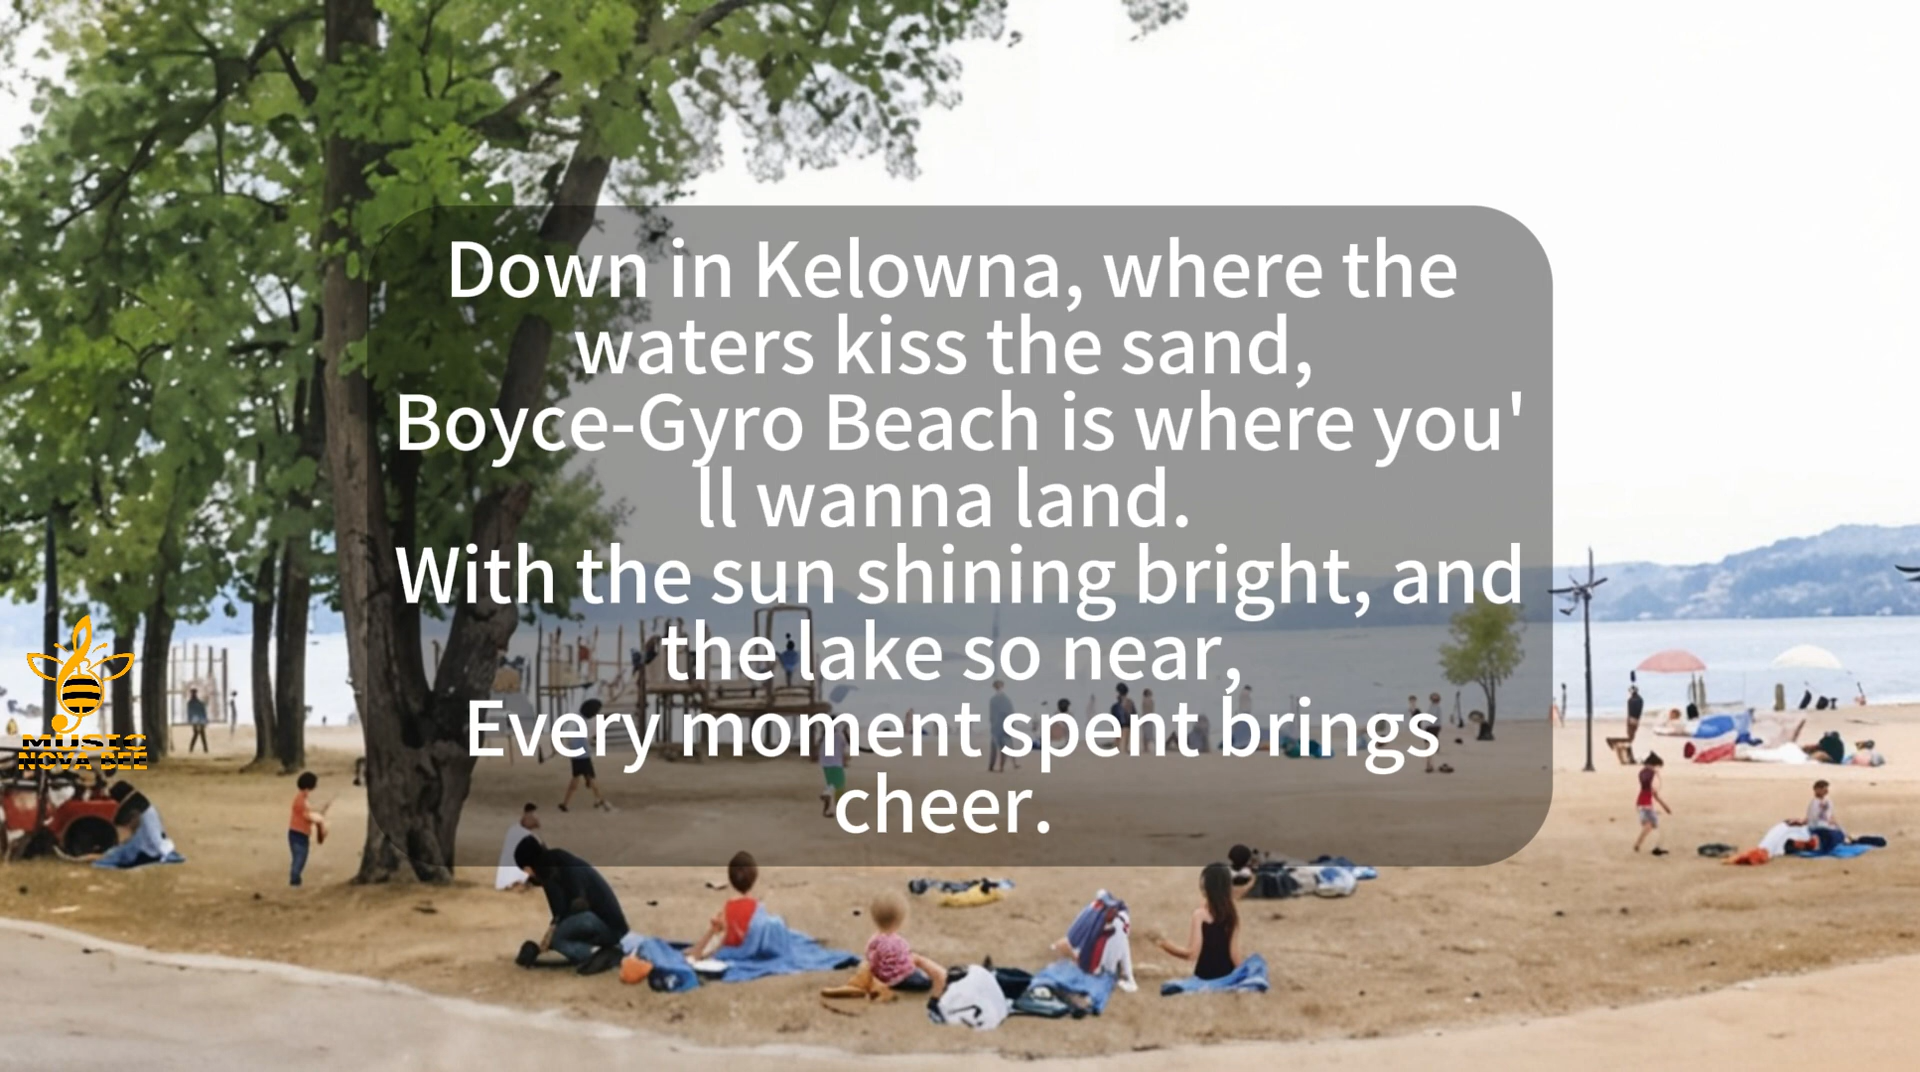 Down in Kelowna, where the
waters kiss the sand,
Boyce-Gyro Beach is where you'
ll wanna land.
With the sun shining bright, and
the lake so near,
Every moment spent brings
cheer.
MUSIC
NOVA BEE